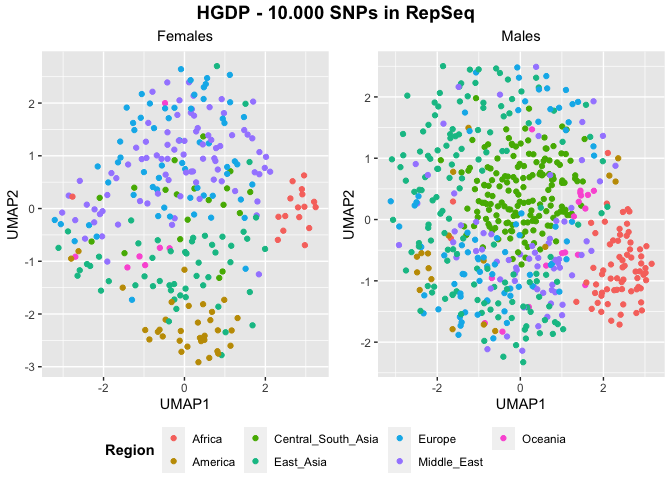 HGDP - 10.000 SNPs in RepSeq
Females
Males
UMAP2
2
1
0
-1
-2
-3
-2
0
2
UMAP1
UMAP2
2
1
0
-1
-2
-2
0
2
UMAP1
Region
Africa
America
Central_South_Asia
East_Asia
Europe
Middle_East
Oceania